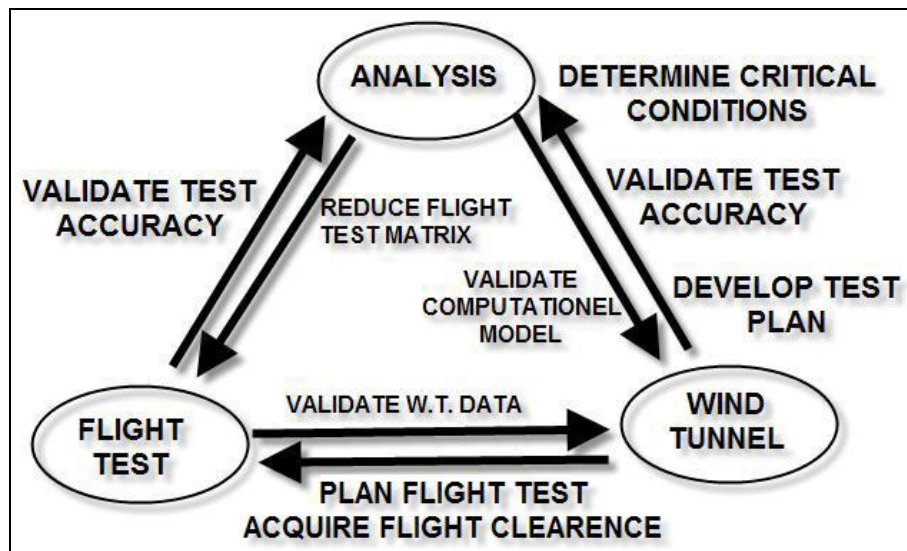 ANALYSIS
DETERMINE CRITICAL
CONDITIONS
VALIDATE TEST
ACCURACY
REDUCE FLIGHT
TEST MATRIX
VALIDATE TEST
ACCURACY
VALIDATE
COMPUTATIONEL
MODEL
DEVELOP TEST
PLAN
FLIGHT
TEST
VALIDATE W.T. DATA
WIND
TUNNEL
PLAN FLIGHT TEST
ACQUIRE FLIGHT CLEARENCE